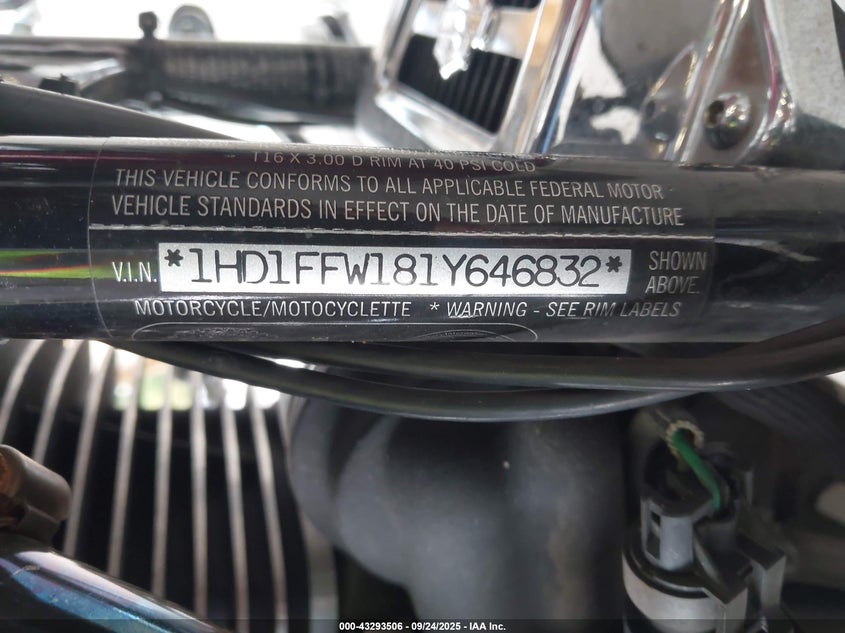 T16 X 3.00 D RIM AT 40 PSI COLD
THIS VEHICLE CONFORMS TO ALL APPLICABLE FEDERAL MOTOR
VEHICLE STANDARDS IN EFFECT ON THE DATE OF MANUFACTURE
V.I.N. *1HD1FFW181Y646832* SHOWN ABOVE.
MOTORCYCLE/MOTOCYCLETTE * WARNING - SEE RIM LABELS
000-43293506 - 09/24/2025 - IAA Inc.